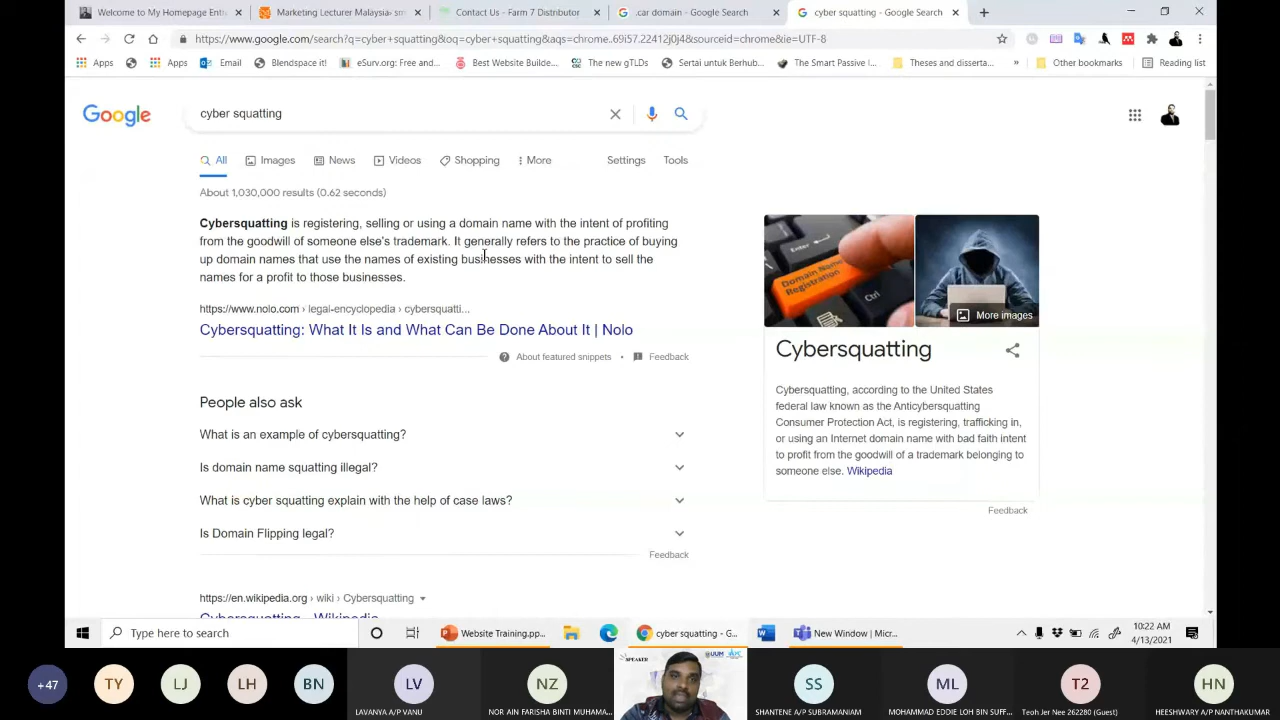 Welcome to My Homepage Entr
Marketing Lecturer Malaysia- sm
Contact Us - Farm 7 Distributor
.car domain - Google Search
cyber squatting - Google Search
https://www.google.com/search?q=cyber+squatting&oq=cyber+squatting&aqs=chrome..69i57.22412j0j4&sourceid=chrome&ie=UTF-8
Apps
Apps
Email
Blendspace it!
eSurv.org: Free and...
Best Website Builde...
The new gTLDs
Sertai untuk Berhub...
The Smart Passive I...
Theses and disserta...
»
Other bookmarks
Reading list
Google
cyber squatting
All
Images
News
Videos
Shopping
More
Settings
Tools
About 1,030,000 results (0.62 seconds)
Cybersquatting is registering, selling or using a domain name with the intent of profiting
from the goodwill of someone else's trademark. It generally refers to the practice of buying
up domain names that use the names of existing businesses with the intent to sell the
names for a profit to those businesses.
https://www.nolo.com › legal-encyclopedia › cybersquatti...
Cybersquatting: What It Is and What Can Be Done About It | Nolo
About featured snippets • Feedback
People also ask
What is an example of cybersquatting?
Is domain name squatting illegal?
What is cyber squatting explain with the help of case laws?
Is Domain Flipping legal?
Feedback
https://en.wikipedia.org › wiki › Cybersquatting
Cybersquatting - Wikipedia
Domain Name
Registration
Ctrl
More images
Cybersquatting
Cybersquatting, according to the United States
federal law known as the Anticybersquatting
Consumer Protection Act, is registering, trafficking in,
or using an Internet domain name with bad faith intent
to profit from the goodwill of a trademark belonging to
someone else. Wikipedia
Feedback
Type here to search
Website Training.pp...
cyber squatting - G...
New Window | Micr...
10:22 AM
4/13/2021
+47
TY
LJ
LH
BN
LV
LAVANYA A/P VANU
NZ
NOR AIN FARISHA BINTI MUHAMA...
SPEAKER
UUM
SS
SHANTENE A/P SUBRAMANIAM
ML
MOHAMMAD EDDIE LOH BIN SUFF...
T2
Teoh Jer Nee 262280 (Guest)
HN
HEESHWARY A/P NANTHAKUMAR